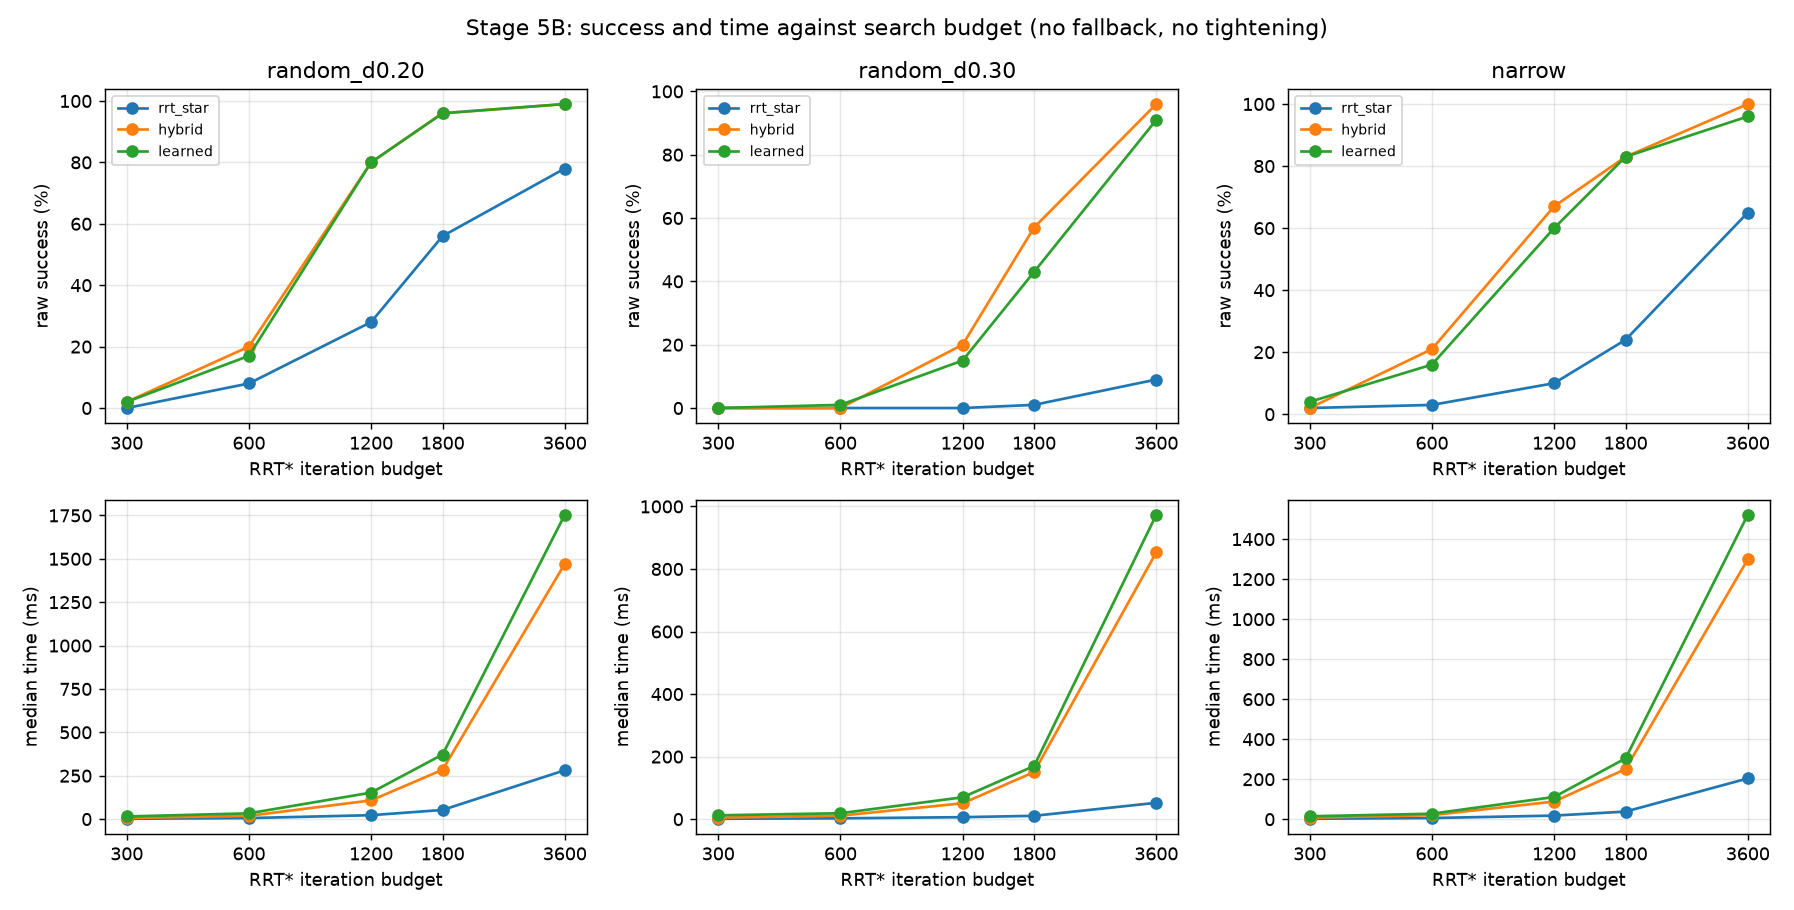 Stage 5B: success and time against search budget (no fallback, no tightening)
random_d0.20
raw success (%)
100
80
60
40
20
0
rrt_star
hybrid
learned
300 600 1200 1800 3600
RRT* iteration budget
random_d0.30
raw success (%)
100
80
60
40
20
0
rrt_star
hybrid
learned
300 600 1200 1800 3600
RRT* iteration budget
narrow
raw success (%)
100
80
60
40
20
0
rrt_star
hybrid
learned
300 600 1200 1800 3600
RRT* iteration budget
median time (ms)
1750
1500
1250
1000
750
500
250
0
300 600 1200 1800 3600
RRT* iteration budget
median time (ms)
1000
800
600
400
200
0
300 600 1200 1800 3600
RRT* iteration budget
median time (ms)
1400
1200
1000
800
600
400
200
0
300 600 1200 1800 3600
RRT* iteration budget